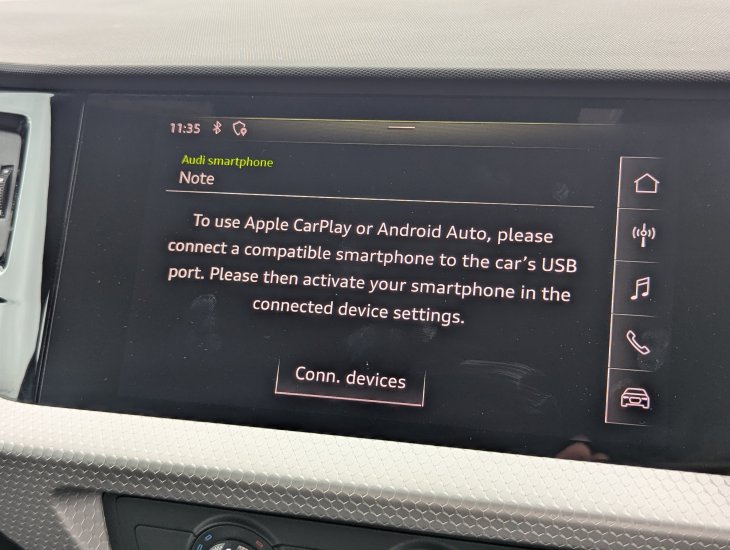 11:35
Audi smartphone
Note
To use Apple CarPlay or Android Auto, please
connect a compatible smartphone to the car's USB
port. Please then activate your smartphone in the
connected device settings.
Conn. devices